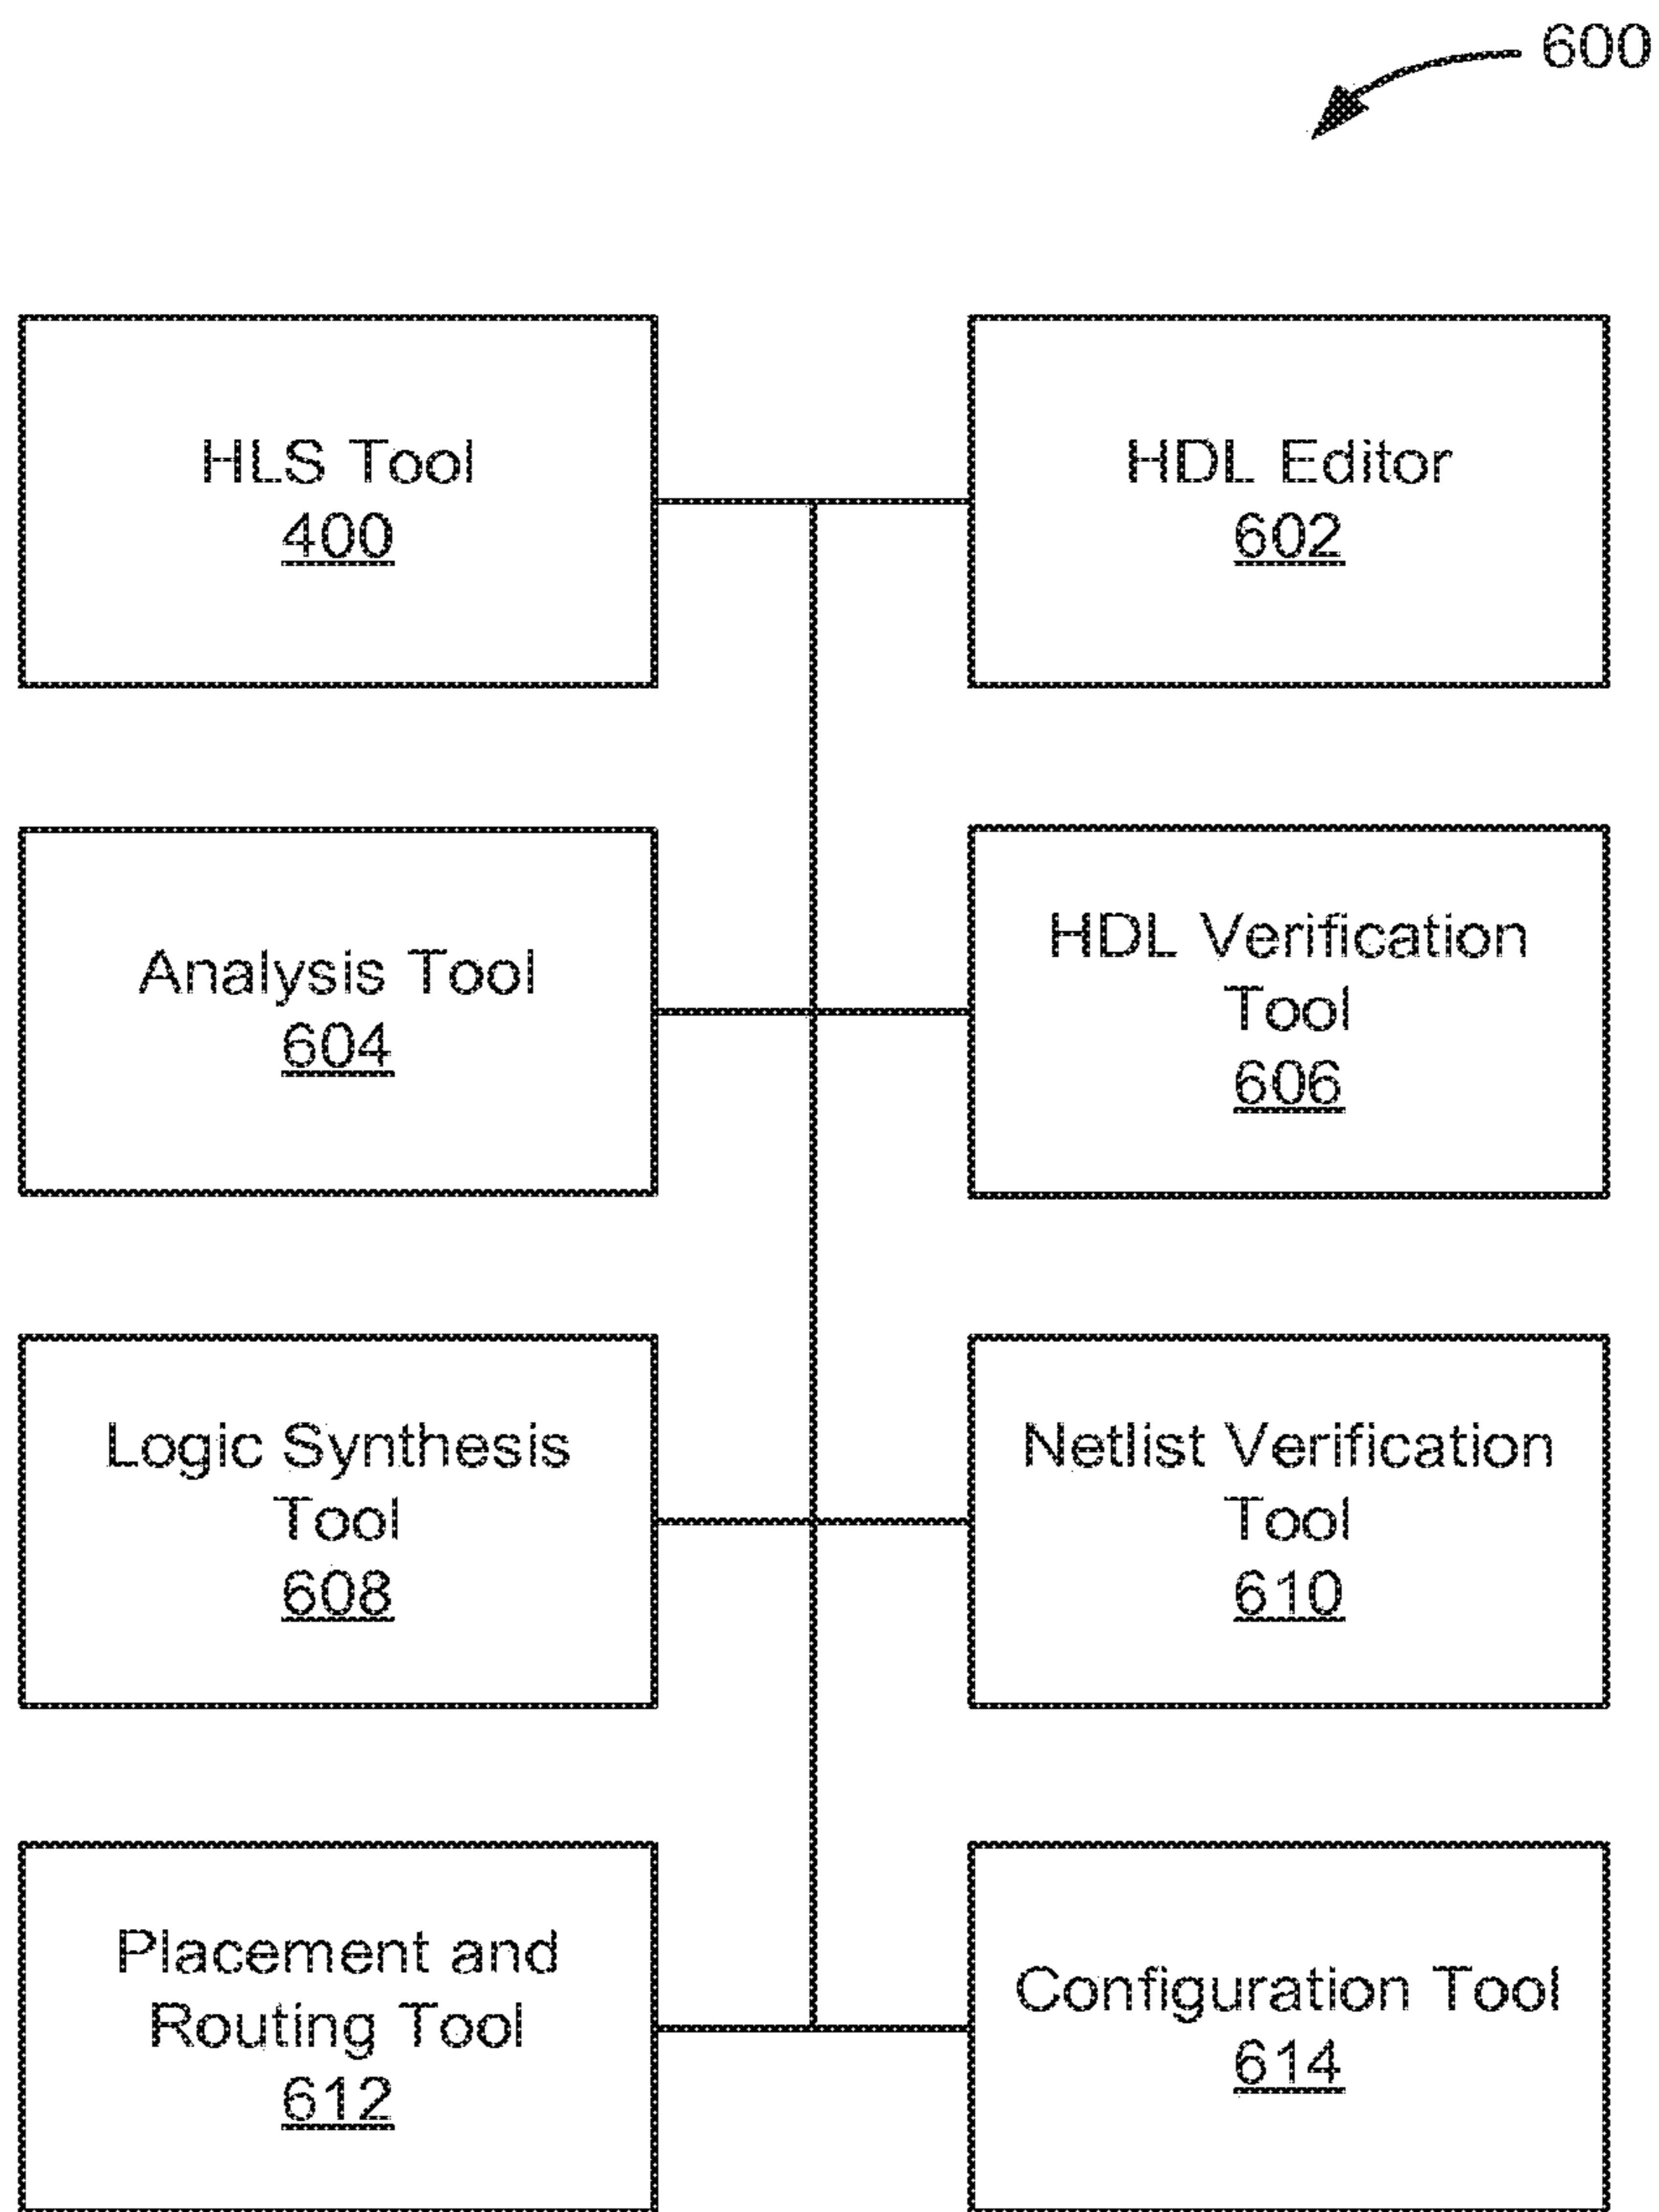 600
HLS Tool
400
HDL Editor
602
Analysis Tool
604
HDL Verification
Tool
606
Logic Synthesis
Tool
608
Netlist Verification
Tool
610
Placement and
Routing Tool
612
Configuration Tool
614